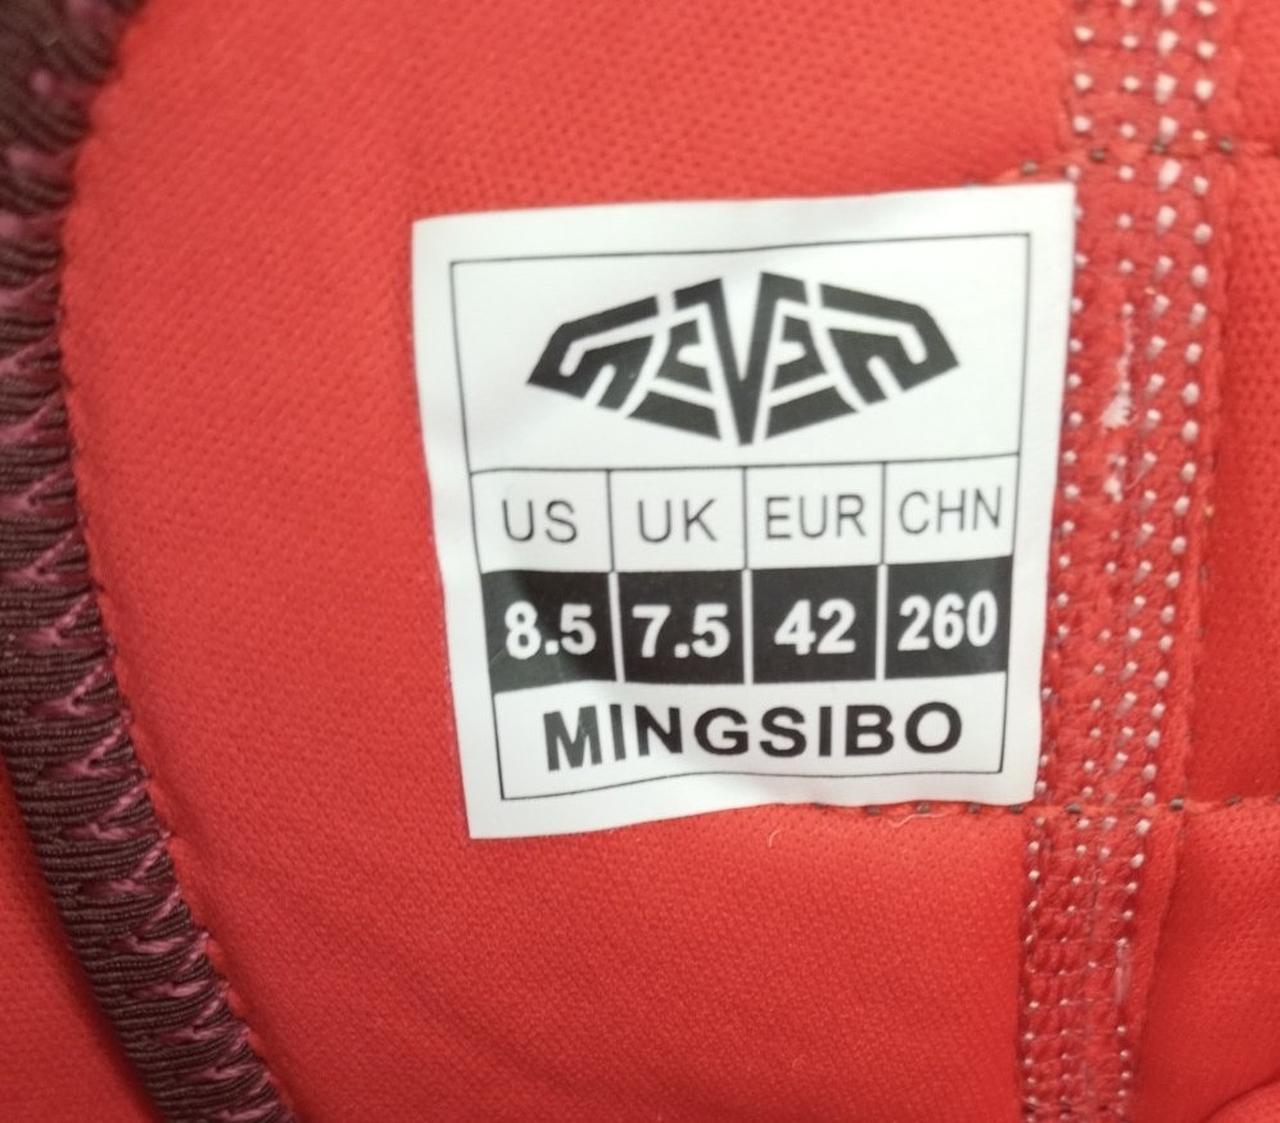 SEVEN
US UK EUR CHN
8.5 7.5 42 260
MINGSIBO